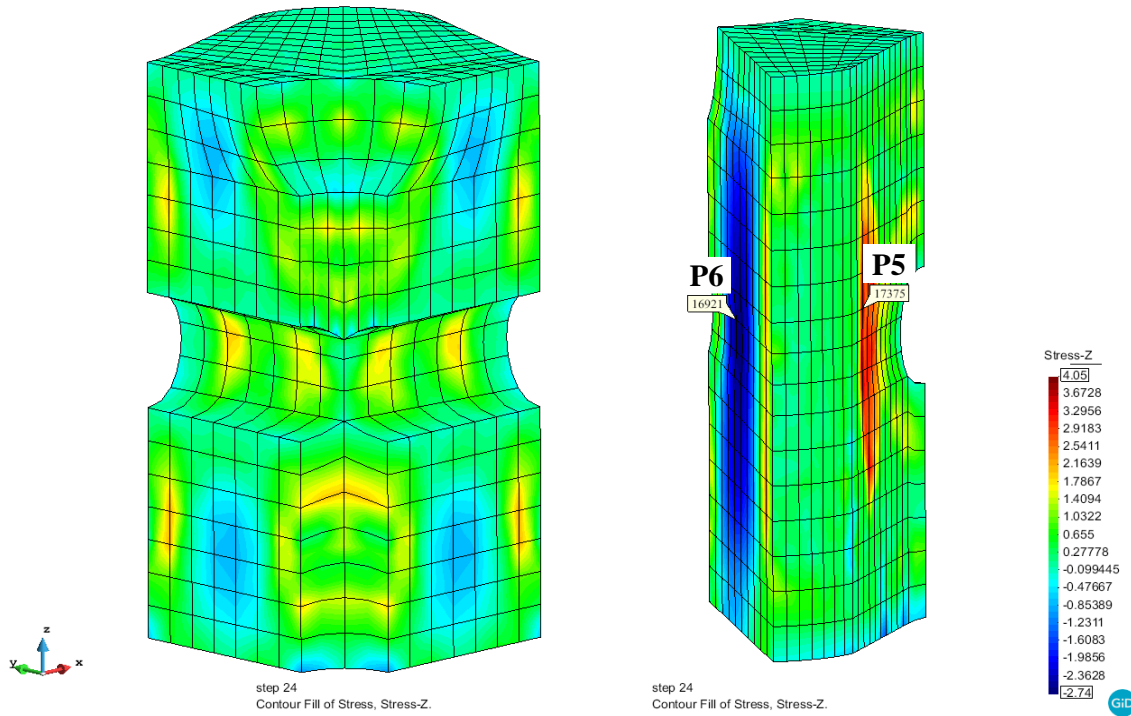 P6
16921
P5
17375
z
y
x
step 24
Contour Fill of Stress, Stress-Z.
step 24
Contour Fill of Stress, Stress-Z.
Stress-Z
4.05
3.6728
3.2956
2.9183
2.5411
2.1639
1.7867
1.4094
1.0322
0.655
0.27778
-0.099445
-0.47667
-0.85389
-1.2311
-1.6083
-1.9856
-2.3628
-2.74
GiD